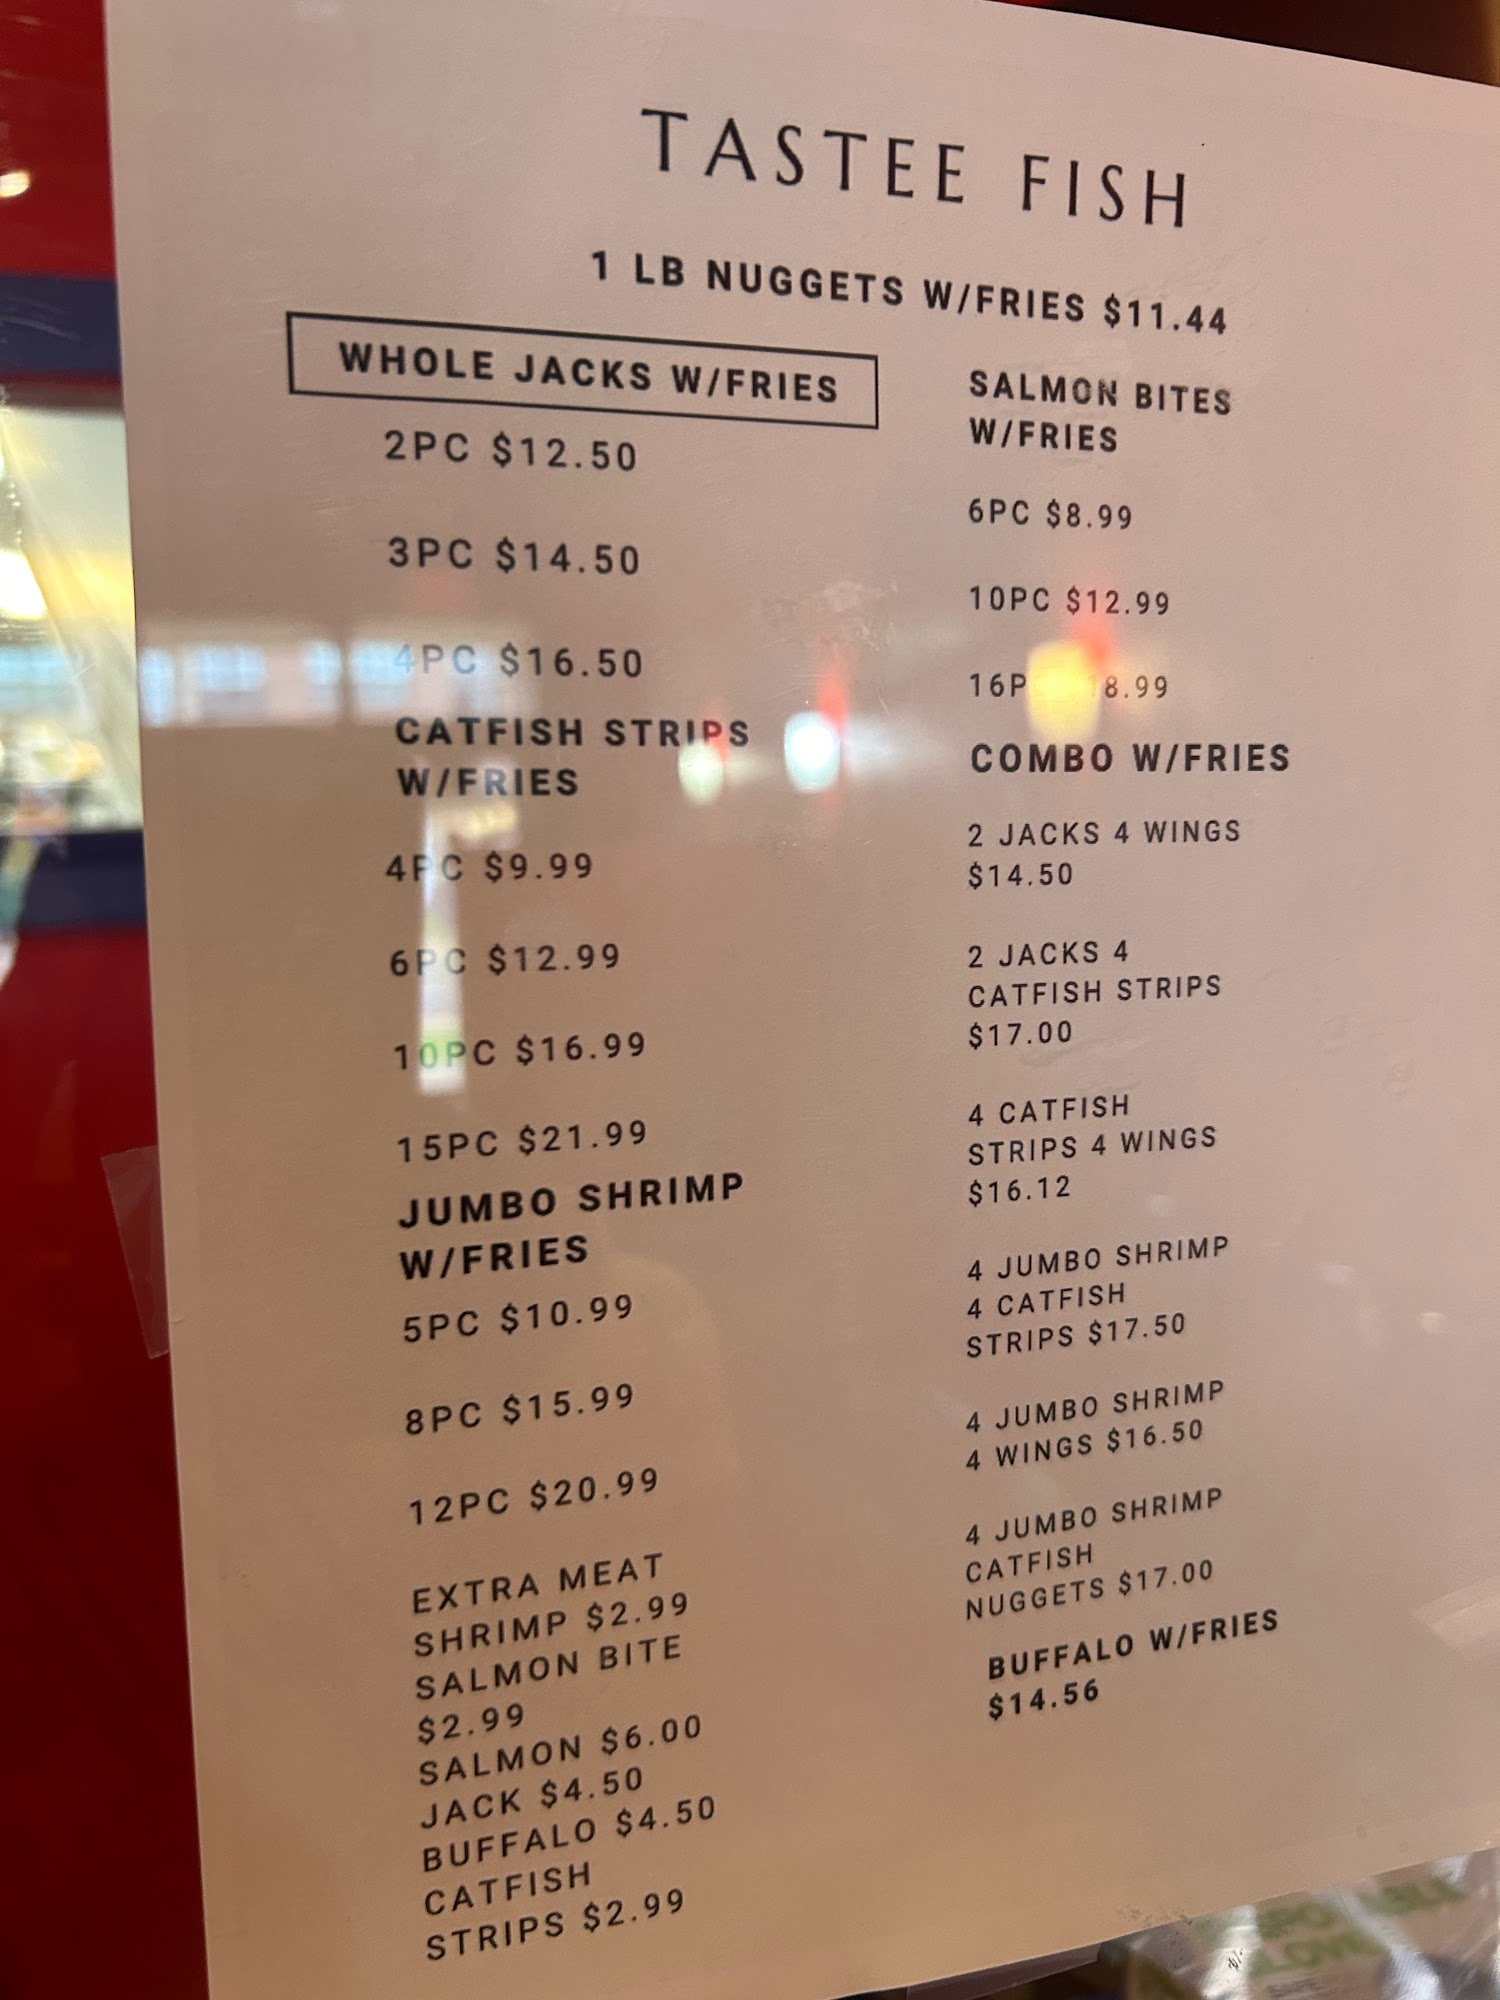 TASTEE FISH
1 LB NUGGETS W/FRIES $11.44
WHOLE JACKS W/FRIES
2PC $12.50
3PC $14.50
4PC $16.50
CATFISH STRIPS
W/FRIES
4PC $9.99
6PC $12.99
10PC $16.99
15PC $21.99
JUMBO SHRIMP
W/FRIES
5PC $10.99
8PC $15.99
12PC $20.99
EXTRA MEAT
SHRIMP $2.99
SALMON BITE
$2.99
SALMON $6.00
JACK $4.50
BUFFALO $4.50
CATFISH
STRIPS $2.99
SALMON BITES
W/FRIES
6PC $8.99
10PC $12.99
16P 8.99
COMBO W/FRIES
2 JACKS 4 WINGS
$14.50
2 JACKS 4
CATFISH STRIPS
$17.00
4 CATFISH
STRIPS 4 WINGS
$16.12
4 JUMBO SHRIMP
4 CATFISH
STRIPS $17.50
4 JUMBO SHRIMP
4 WINGS $16.50
4 JUMBO SHRIMP
CATFISH
NUGGETS $17.00
BUFFALO W/FRIES
$14.56